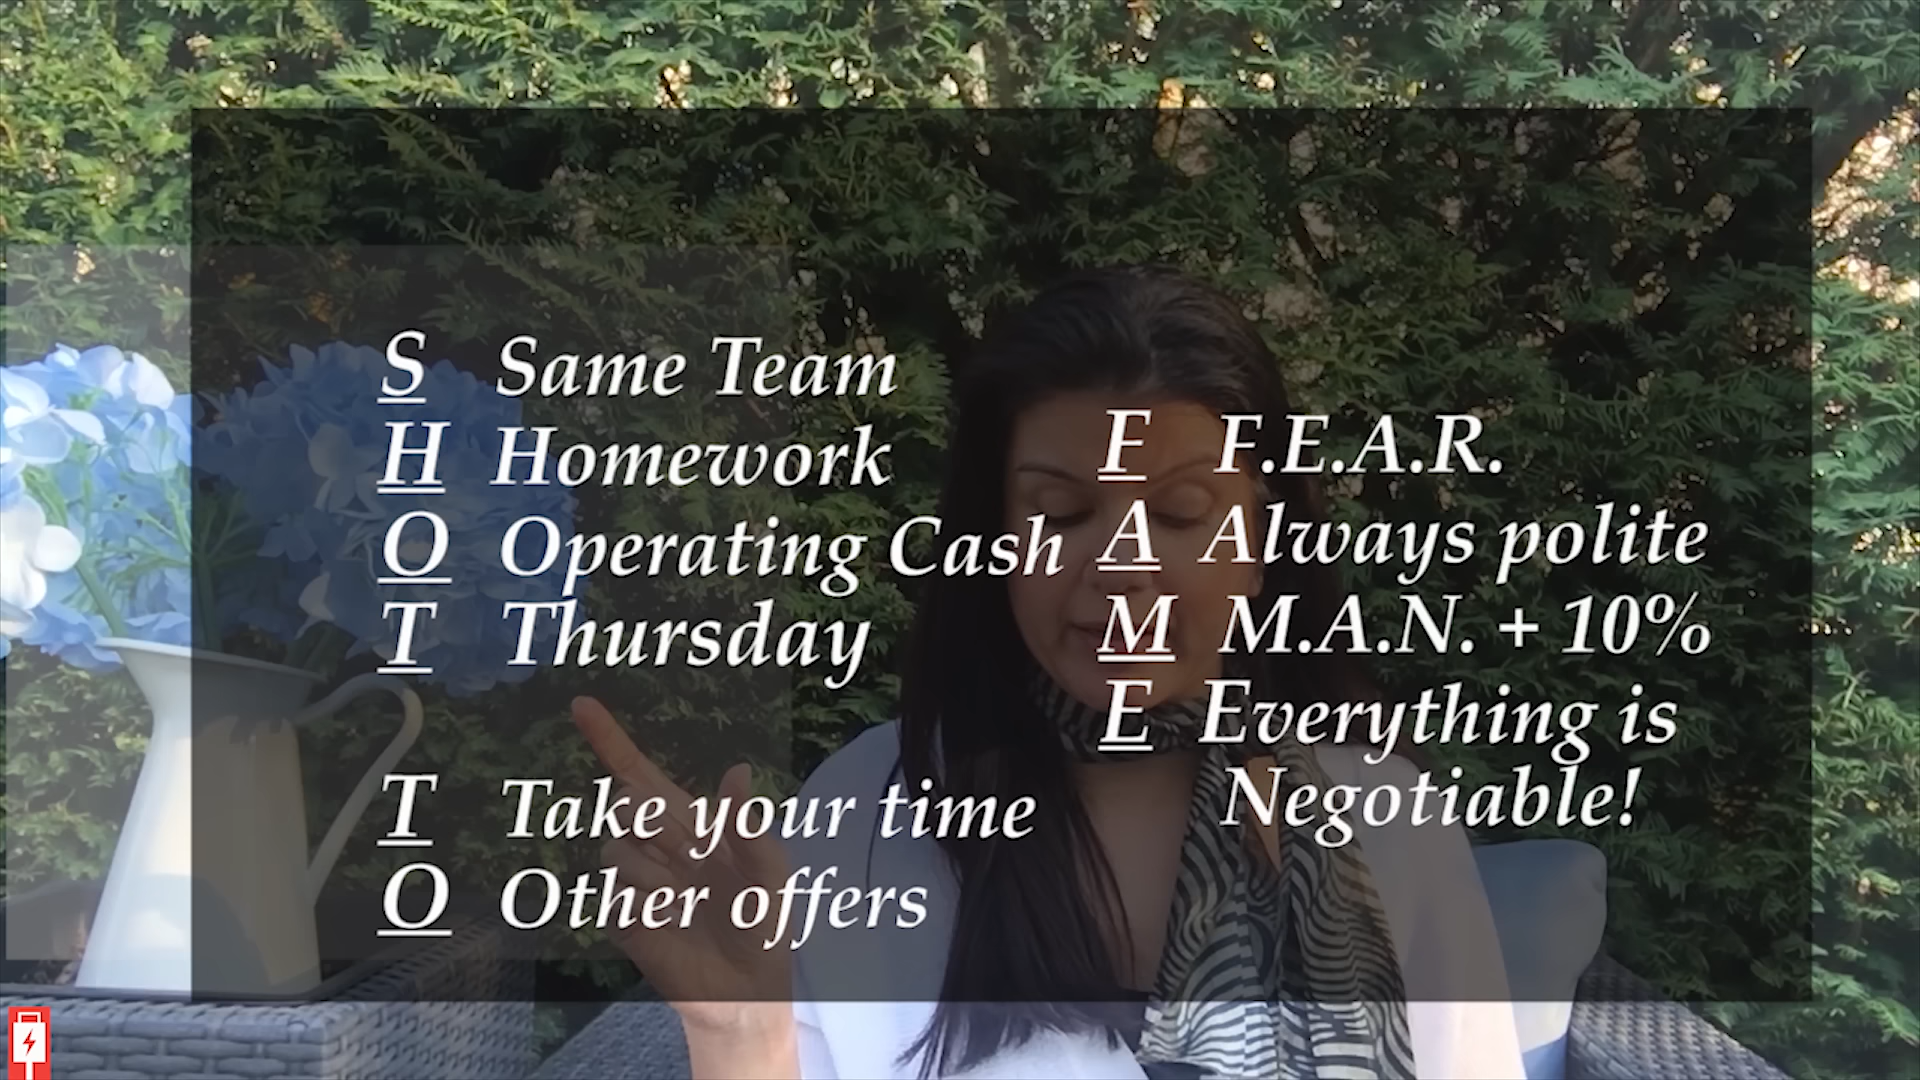 S Same Team
H Homework
O Operating Cash
T Thursday
T Take your time
O Other offers
F F.E.A.R.
A Always polite
M M.A.N. + 10%
E Everything is
Negotiable!